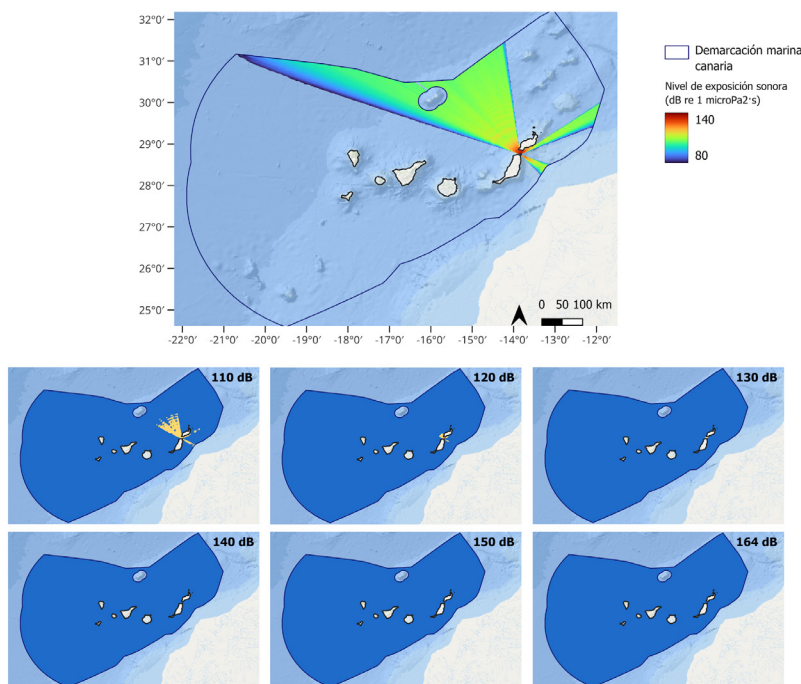 32°0′
31°0′
30°0′
29°0′
28°0′
27°0′
26°0′
25°0′
-22°0′ -21°0′ -20°0′ -19°0′ -18°0′ -17°0′ -16°0′ -15°0′ -14°0′ -13°0′ -12°0′
0 50 100 km
Demarcación marina
canaria
Nivel de exposición sonora
(dB re 1 microPa2·s)
140
80
110 dB
120 dB
130 dB
140 dB
150 dB
164 dB